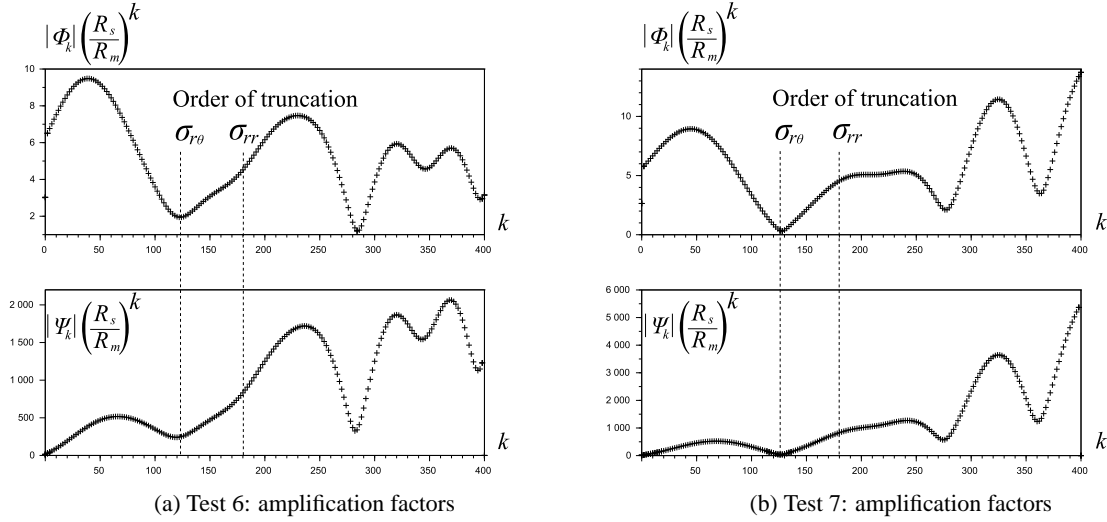 |Φk| (Rs/Rm)^k
10
8
6
4
2
Order of truncation
σrθ σrr
0 50 100 150 200 250 300 350 400
k
|Ψk| (Rs/Rm)^k
2 000
1 500
1 000
500
0
0 50 100 150 200 250 300 350 400
k
(a) Test 6: amplification factors
|Φk| (Rs/Rm)^k
10
5
0
Order of truncation
σrθ σrr
0 50 100 150 200 250 300 350 400
k
|Ψk| (Rs/Rm)^k
6 000
5 000
4 000
3 000
2 000
1 000
0
0 50 100 150 200 250 300 350 400
k
(b) Test 7: amplification factors